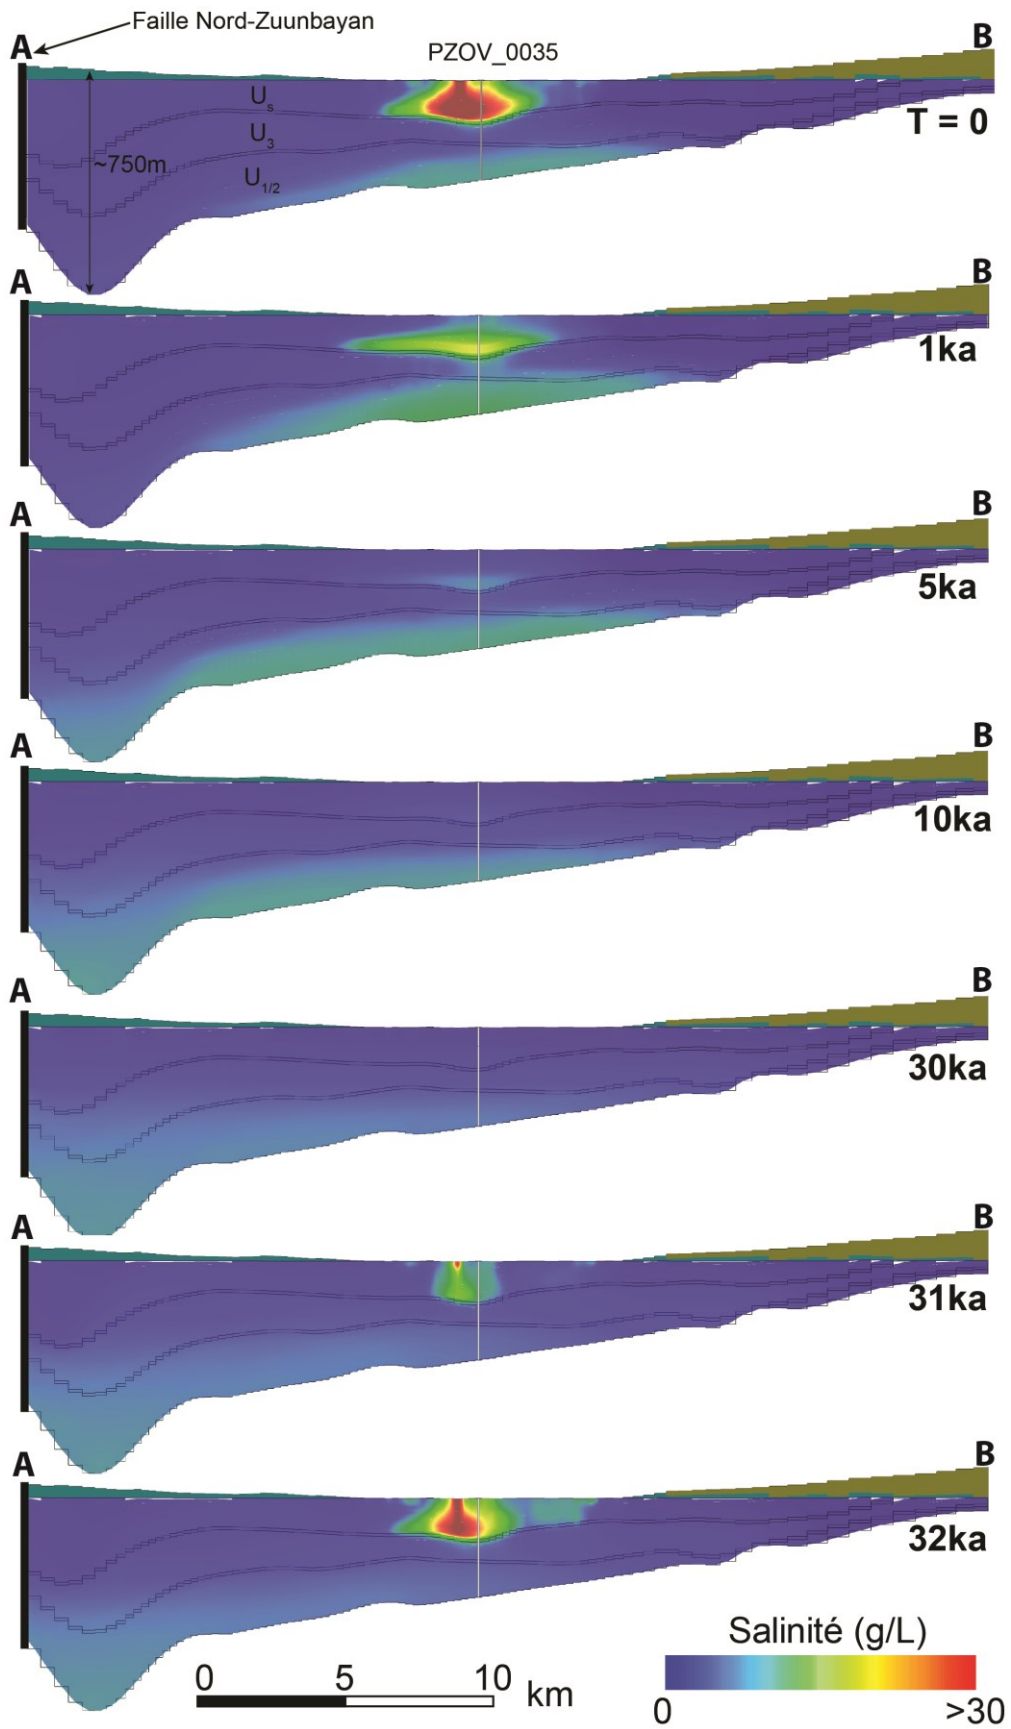 Faille Nord-Zuunbayan
A
B
PZOV_0035
Us
T = 0
U3
~750m
U1/2
A
B
1ka
A
B
5ka
A
B
10ka
A
B
30ka
A
B
31ka
A
B
32ka
Salinité (g/L)
0 5 10 km
0 >30